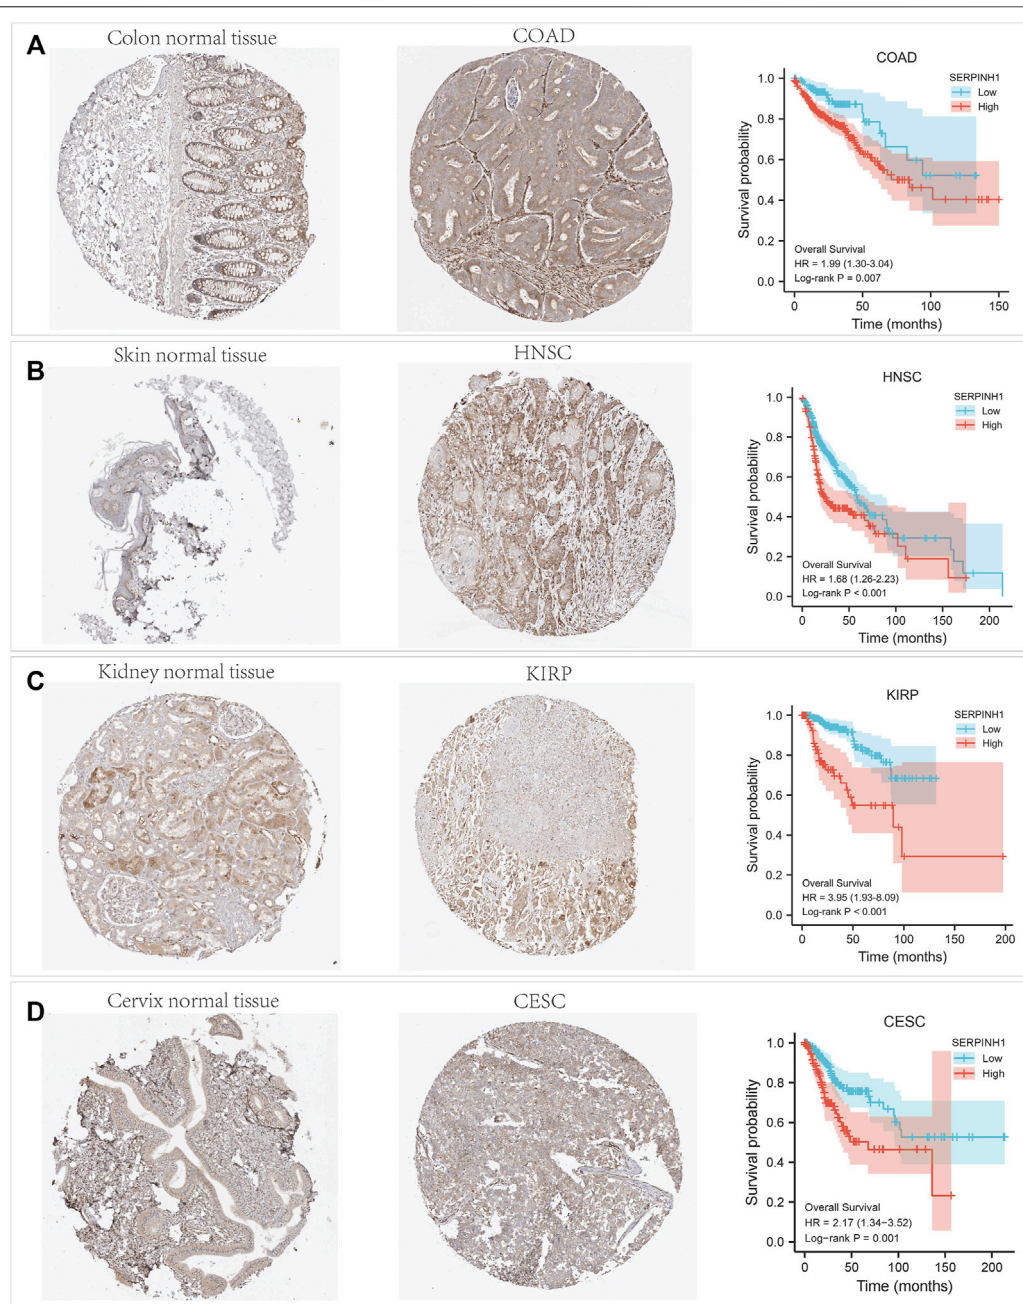 A
Colon normal tissue
COAD
COAD
SERPINH1
Low
High
Survival probability
1.0
0.8
0.6
0.4
0.2
0.0
Overall Survival
HR = 1.99 (1.30-3.04)
Log-rank P = 0.007
0 50 100 150
Time (months)
B
Skin normal tissue
HNSC
HNSC
SERPINH1
Low
High
Survival probability
1.0
0.8
0.6
0.4
0.2
0.0
Overall Survival
HR = 1.68 (1.26-2.23)
Log-rank P < 0.001
0 50 100 150 200
Time (months)
C
Kidney normal tissue
KIRP
KIRP
SERPINH1
Low
High
Survival probability
1.0
0.8
0.6
0.4
0.2
0.0
Overall Survival
HR = 3.95 (1.93-8.09)
Log-rank P < 0.001
0 50 100 150 200
Time (months)
D
Cervix normal tissue
CESC
CESC
SERPINH1
Low
High
Survival probability
1.0
0.8
0.6
0.4
0.2
0.0
Overall Survival
HR = 2.17 (1.34−3.52)
Log−rank P = 0.001
0 50 100 150 200
Time (months)